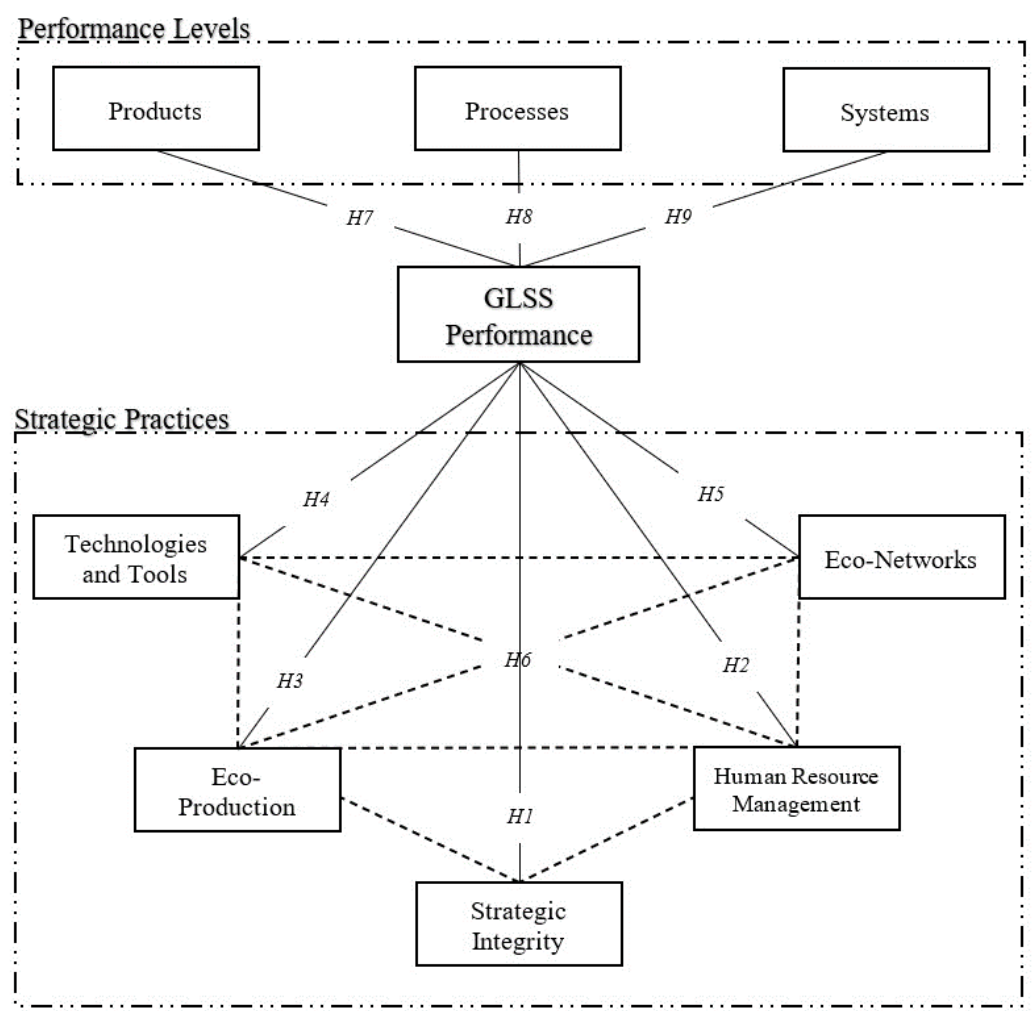 Performance Levels
Products
Processes
Systems
H7
H8
H9
GLSS
Performance
Strategic Practices
H4
H5
Technologies
and Tools
Eco-Networks
H6
H3
H2
Eco-
Production
Human Resource
Management
H1
Strategic
Integrity